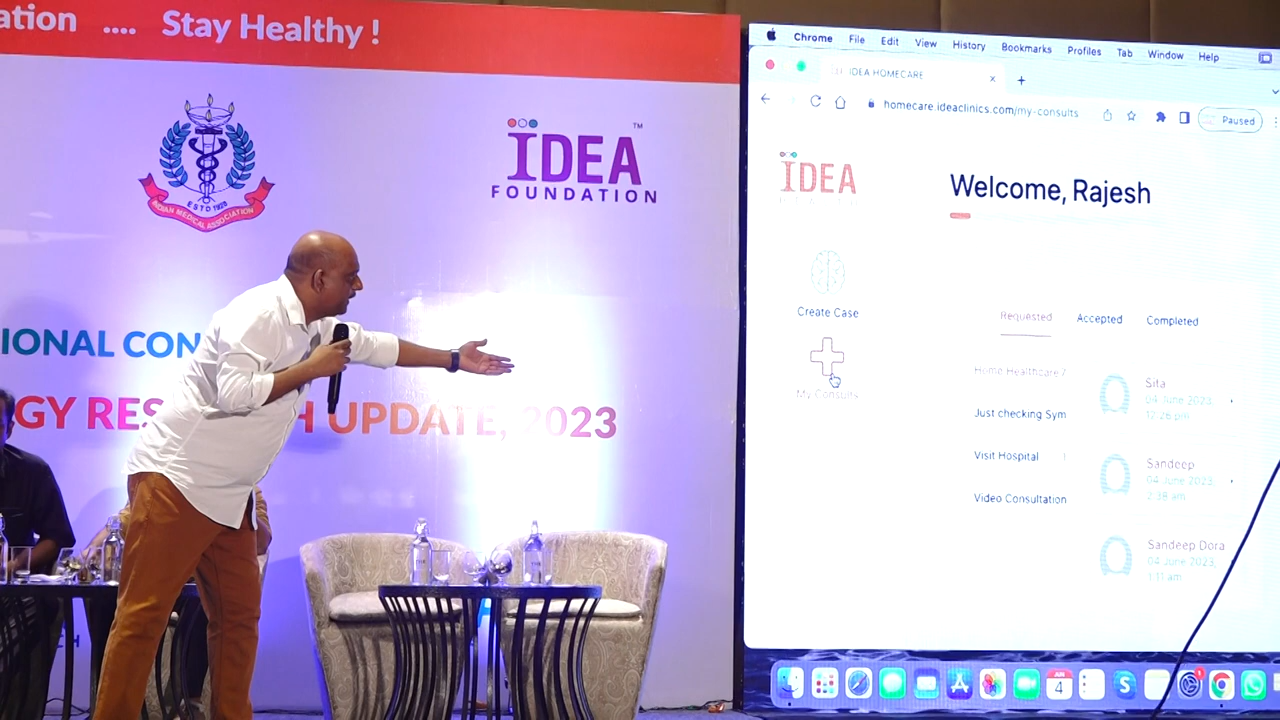 ation .... Stay Healthy !
ESTD 1928
INDIAN MEDICAL ASSOCIATION
IDEA ™
FOUNDATION
IONAL CON
GY RES H UPDATE, 2023
Chrome File Edit View History Bookmarks Profiles Tab Window Help
IDEA HOMECARE
homecare.ideaclinics.com/my-consults
Paused
IDEA
Welcome, Rajesh
Create Case
My Consults
Requested Accepted Completed
Home Healthcare
Just checking Sym
Visit Hospital
Video Consultation
Sita
04 June 2023,
12:26 pm
Sandeep
04 June 2023,
2:38 am
Sandeep Dora
04 June 2023,
1:11 am
JUN
4